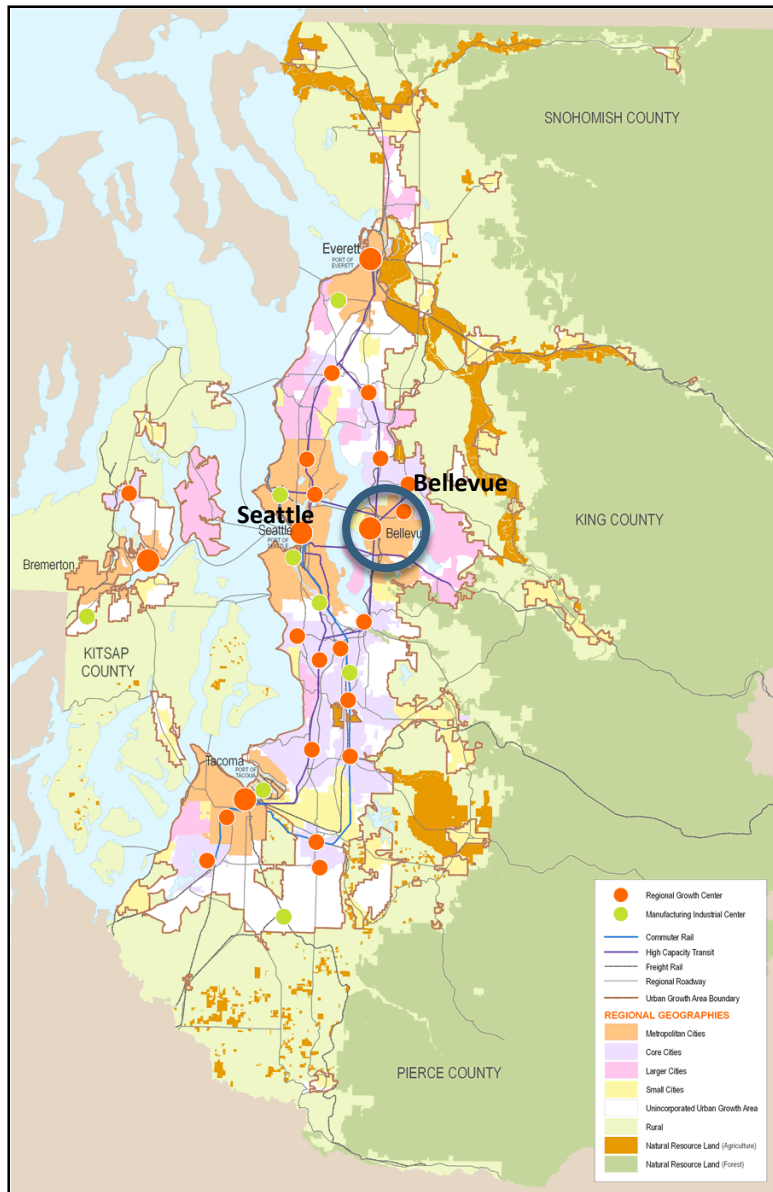 SNOHOMISH COUNTY
Everett
PORT OF
EVERETT
Bellevue
Seattle
Seattle
PORT OF
SEATTLE
Bellevu
KING COUNTY
Bremerton
KITSAP
COUNTY
Tacoma
PORT OF
TACOMA
PIERCE COUNTY
Regional Growth Center
Manufacturing Industrial Center
Commuter Rail
High Capacity Transit
Freight Rail
Regional Roadway
Urban Growth Area Boundary
REGIONAL GEOGRAPHIES
Metropolitan Cities
Core Cities
Larger Cities
Small Cities
Unincorporated Urban Growth Area
Rural
Natural Resource Land (Agriculture)
Natural Resource Land (Forest)